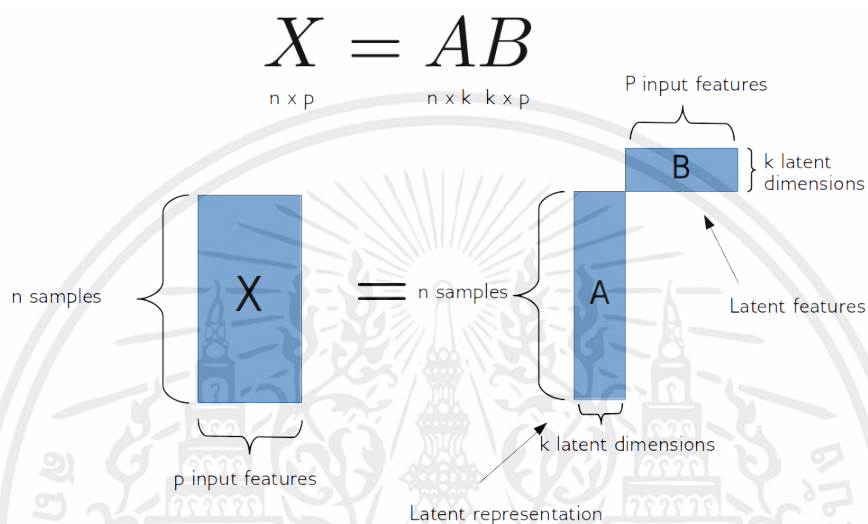 X = AB
n x p
n x k k x p
P input features
B
k latent
dimensions
n samples
X
=
n samples
A
Latent features
k latent dimensions
p input features
Latent representation